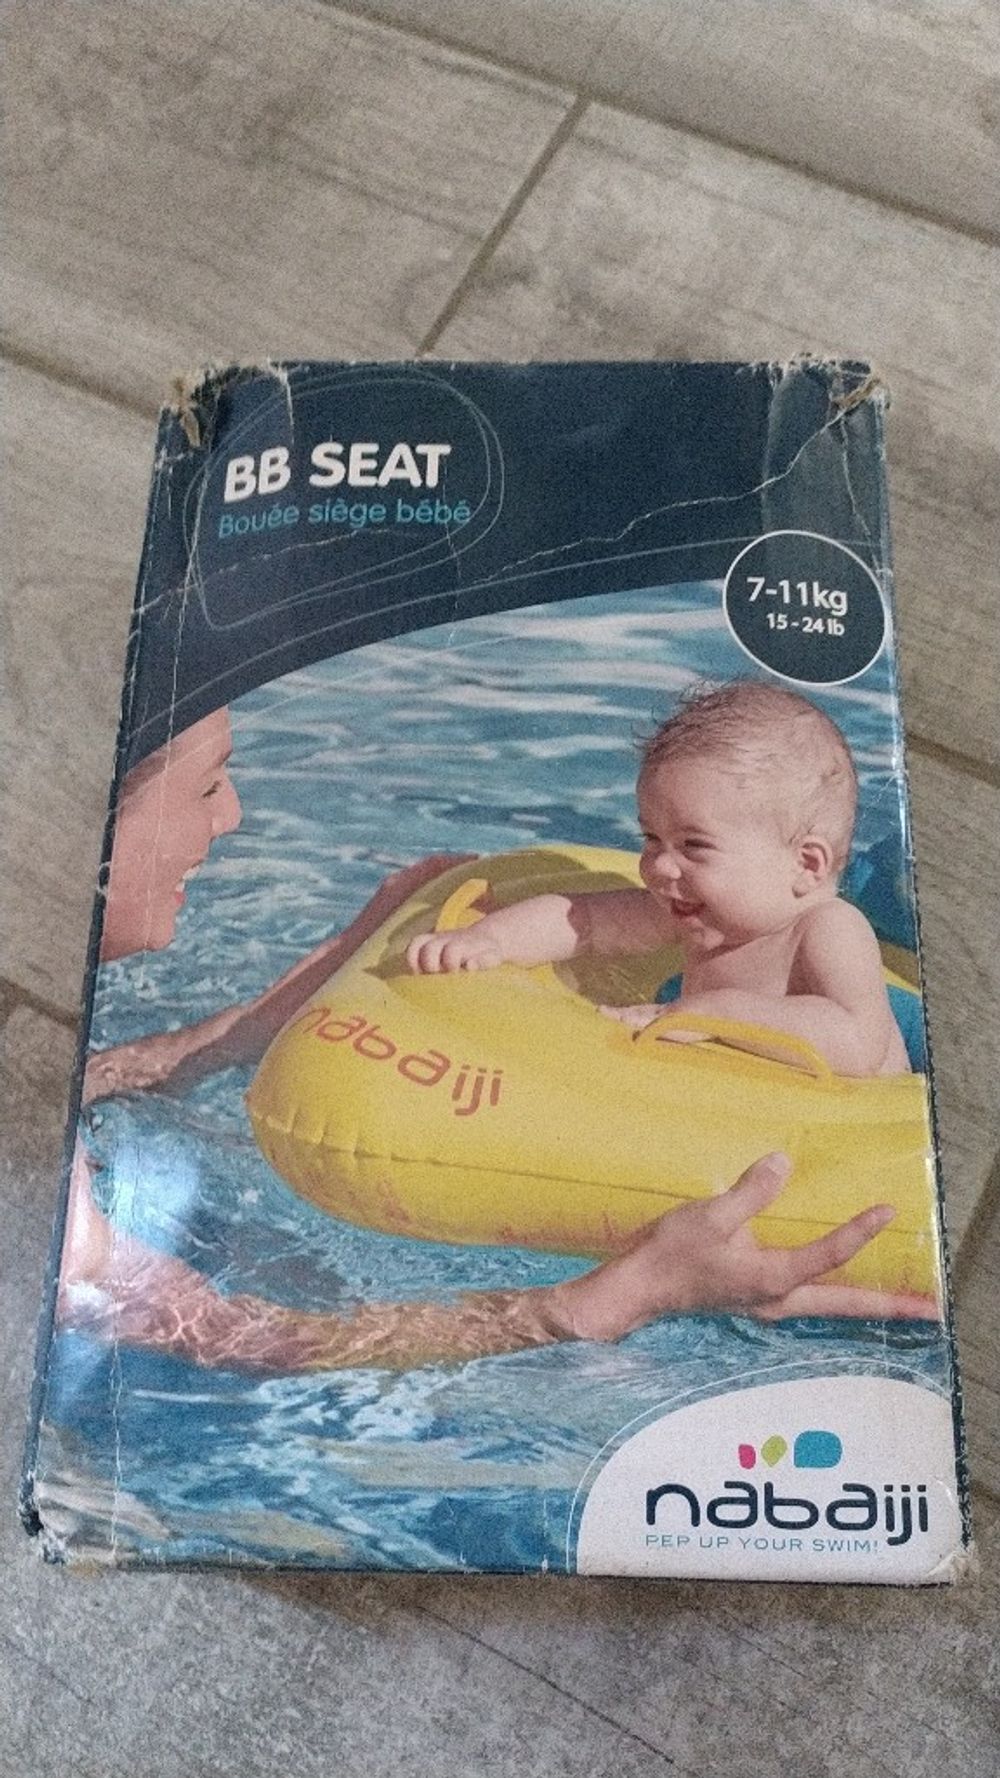 BB SEAT
Bouée siège bébé
7-11kg
15-24 lb
nabaiji
nabaiji
PEP UP YOUR SWIM!